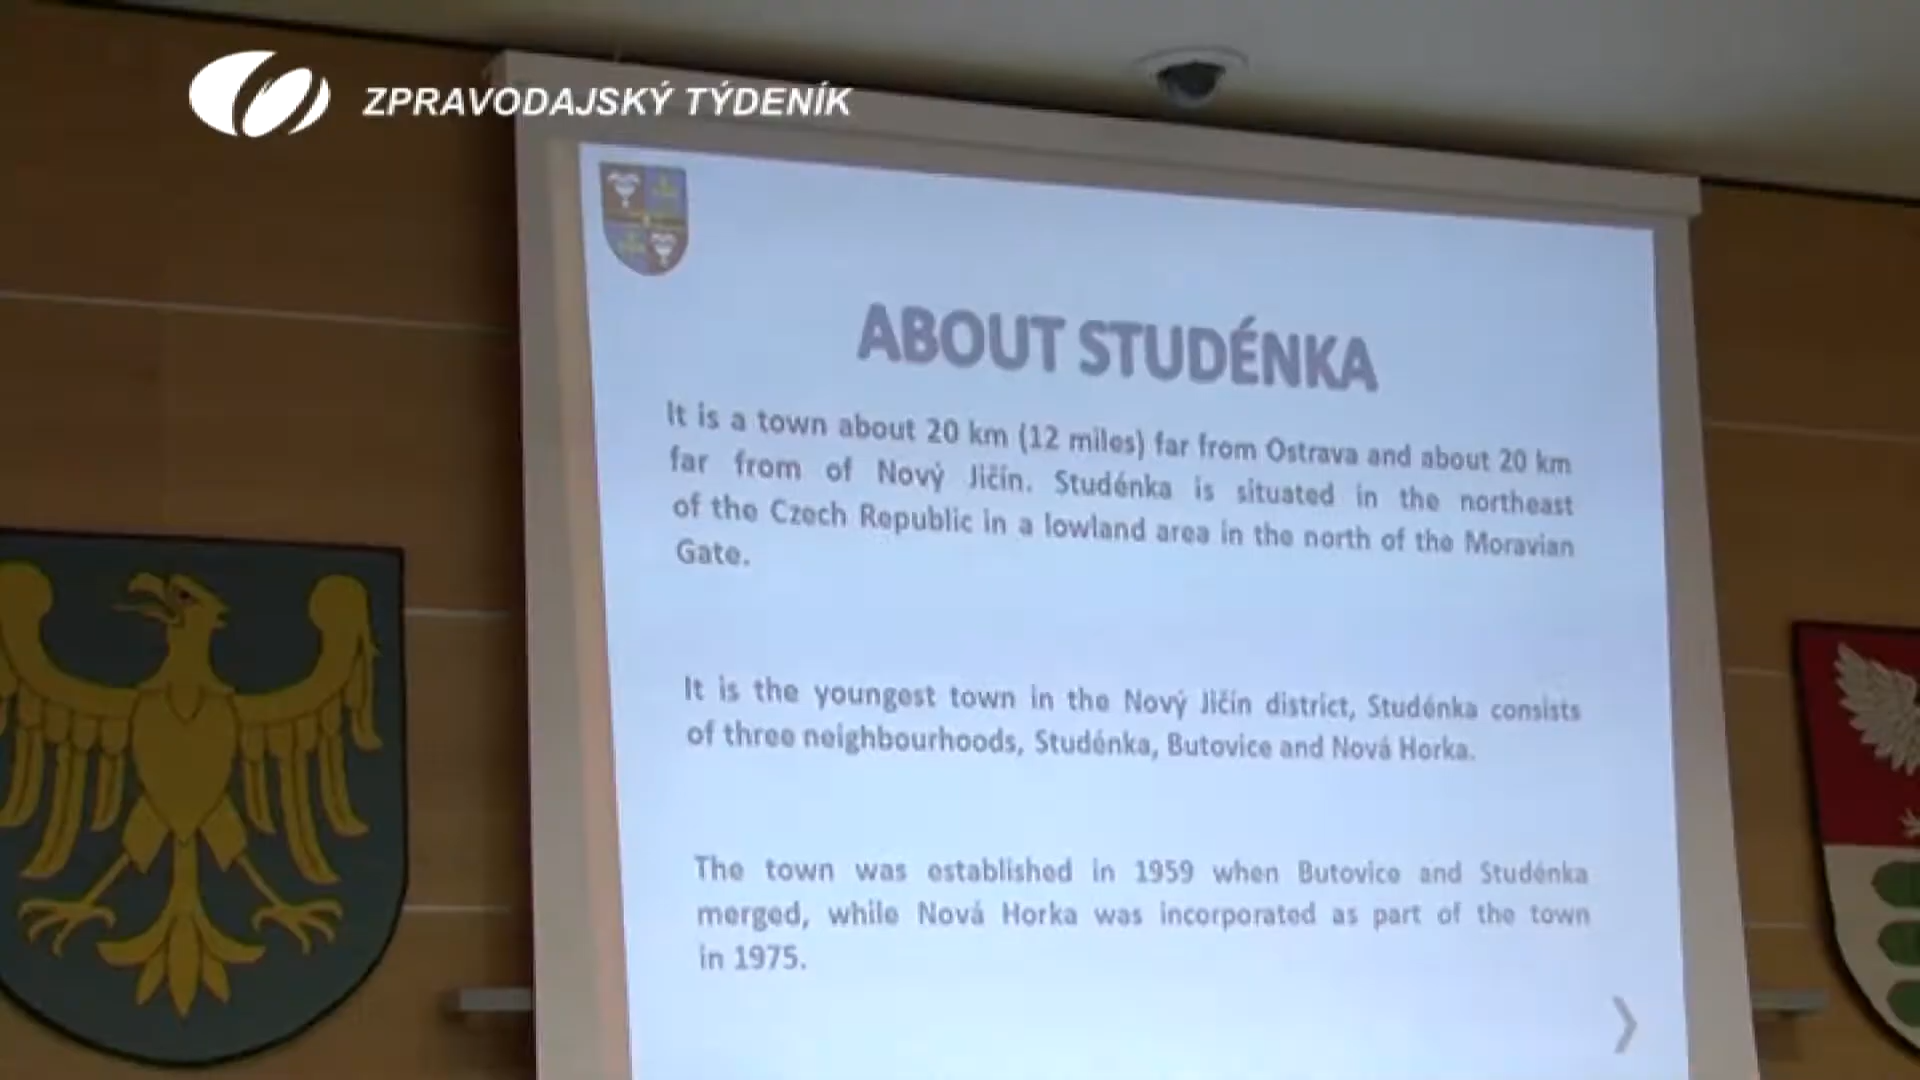 ZPRAVODAJSKÝ TÝDENÍK
ABOUT STUDÉNKA
It is a town about 20 km (12 miles) far from Ostrava and about 20 km
far from of Nový Jičín. Studénka is situated in the northeast
of the Czech Republic in a lowland area in the north of the Moravian
Gate.
It is the youngest town in the Nový Jičín district, Studénka consists
of three neighbourhoods, Studénka, Butovice and Nová Horka.
The town was established in 1959 when Butovice and Studénka
merged, while Nová Horka was incorporated as part of the town
in 1975.